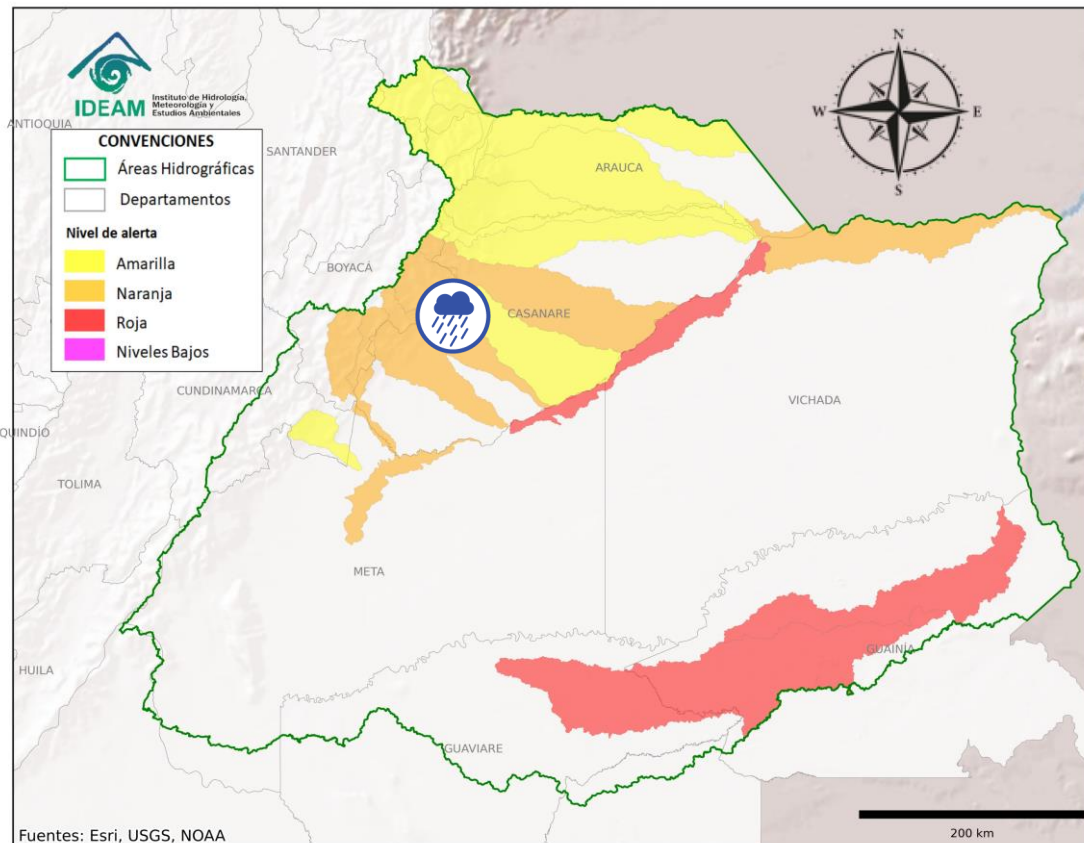 IDEAM
Instituto de Hidrología,
Meteorología y
Estudios Ambientales
CONVENCIONES
Áreas Hidrográficas
Departamentos
Nivel de alerta
Amarilla
Naranja
Roja
Niveles Bajos
N
W
E
S
ANTIOQUIA
SANTANDER
ARAUCA
BOYACÁ
CASANARE
CUNDINAMARCA
VICHADA
QUINDÍO
TOLIMA
META
HUILA
GUAINÍA
GUAVIARE
200 km
Fuentes: Esri, USGS, NOAA